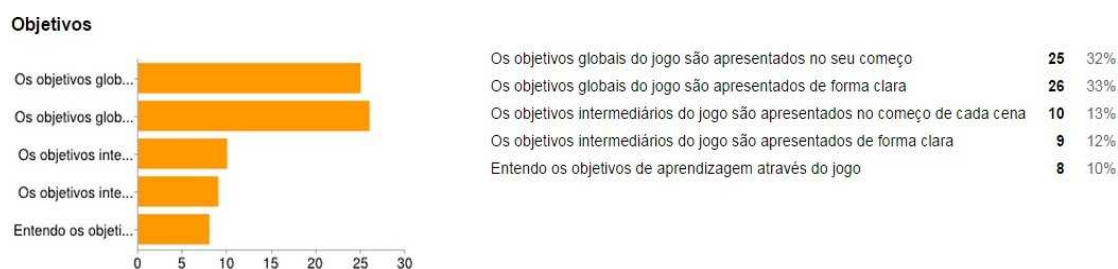 Objetivos
Os objetivos glob...
Os objetivos glob...
Os objetivos inte...
Os objetivos inte...
Entendo os objeti...
0 5 10 15 20 25 30
Os objetivos globais do jogo são apresentados no seu começo 25 32%
Os objetivos globais do jogo são apresentados de forma clara 26 33%
Os objetivos intermediários do jogo são apresentados no começo de cada cena 10 13%
Os objetivos intermediários do jogo são apresentados de forma clara 9 12%
Entendo os objetivos de aprendizagem através do jogo 8 10%